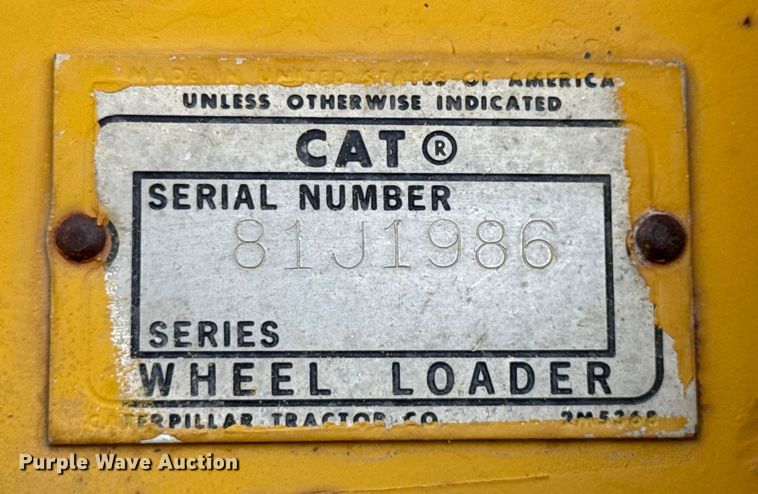 MADE IN UNITED STATES OF AMERICA
UNLESS OTHERWISE INDICATED
CAT®
SERIAL NUMBER
81J1986
SERIES
WHEEL LOADER
TERPILLAR TRACTOR CO. 2M5368
Purple Wave Auction